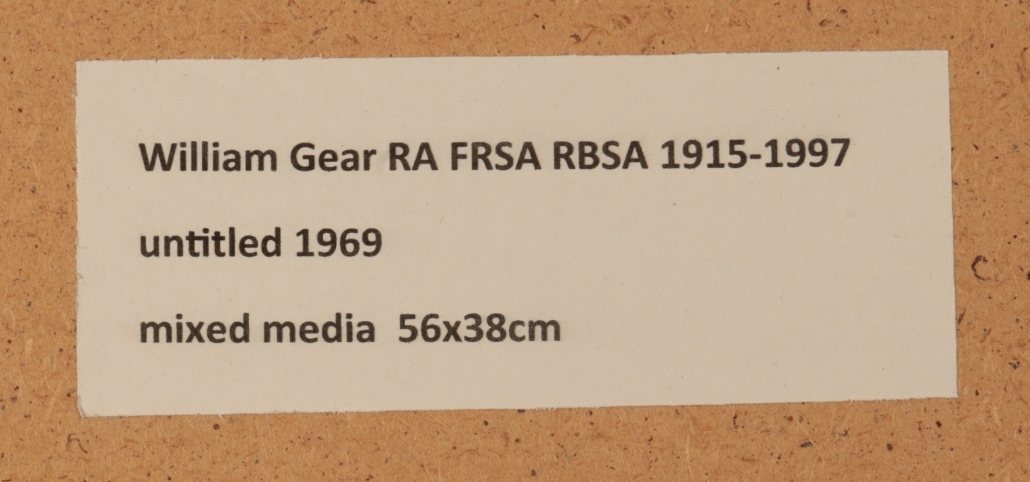 William Gear RA FRSA RBSA 1915-1997
untitled 1969
mixed media  56x38cm